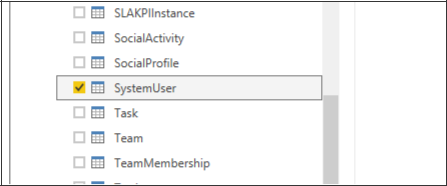 SLAKPIInstance
SocialActivity
SocialProfile
SystemUser
Task
Team
TeamMembership